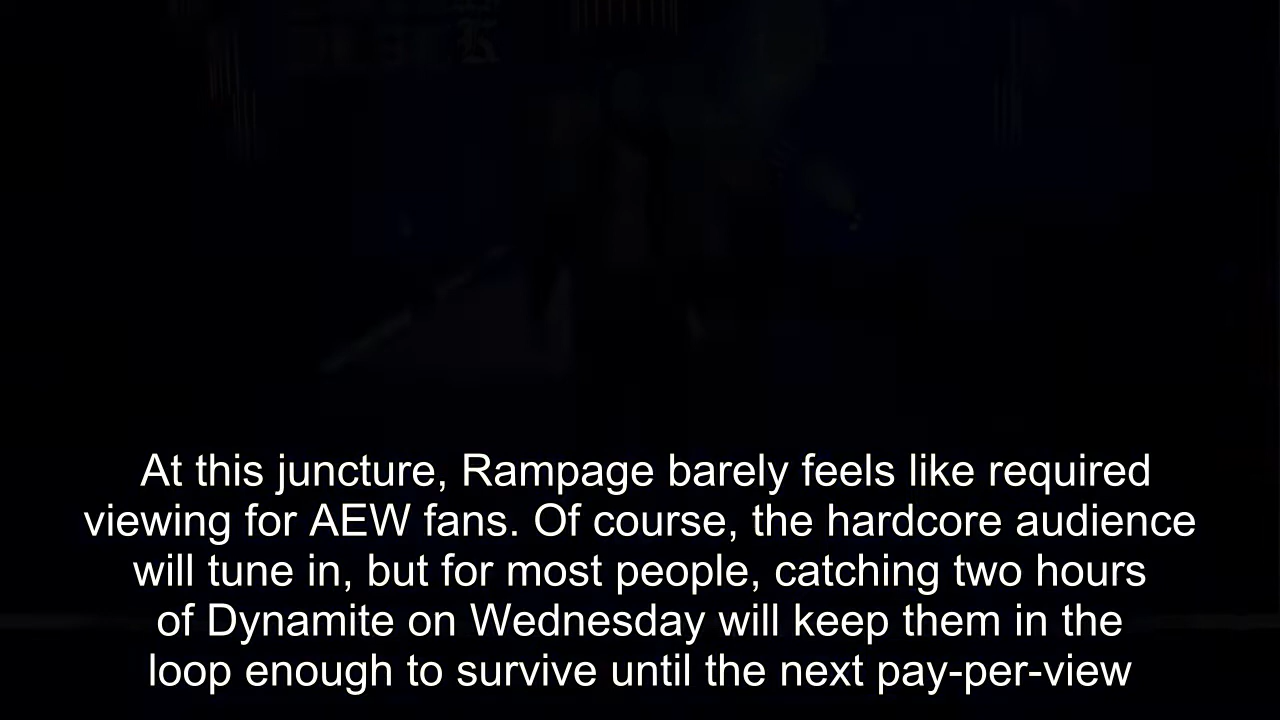 At this juncture, Rampage barely feels like required
viewing for AEW fans. Of course, the hardcore audience
will tune in, but for most people, catching two hours
of Dynamite on Wednesday will keep them in the
loop enough to survive until the next pay-per-view